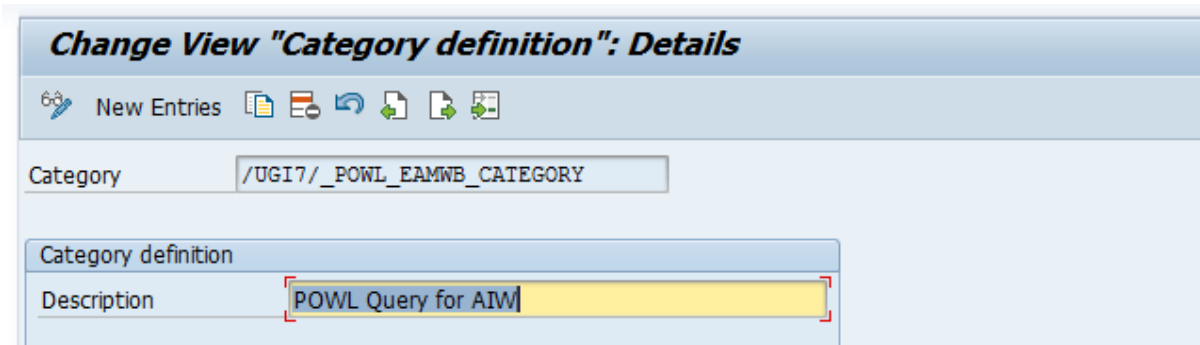 Change View "Category definition": Details
New Entries
Category /UGI7/_POWL_EAMWB_CATEGORY
Category definition
Description POWL Query for AIW